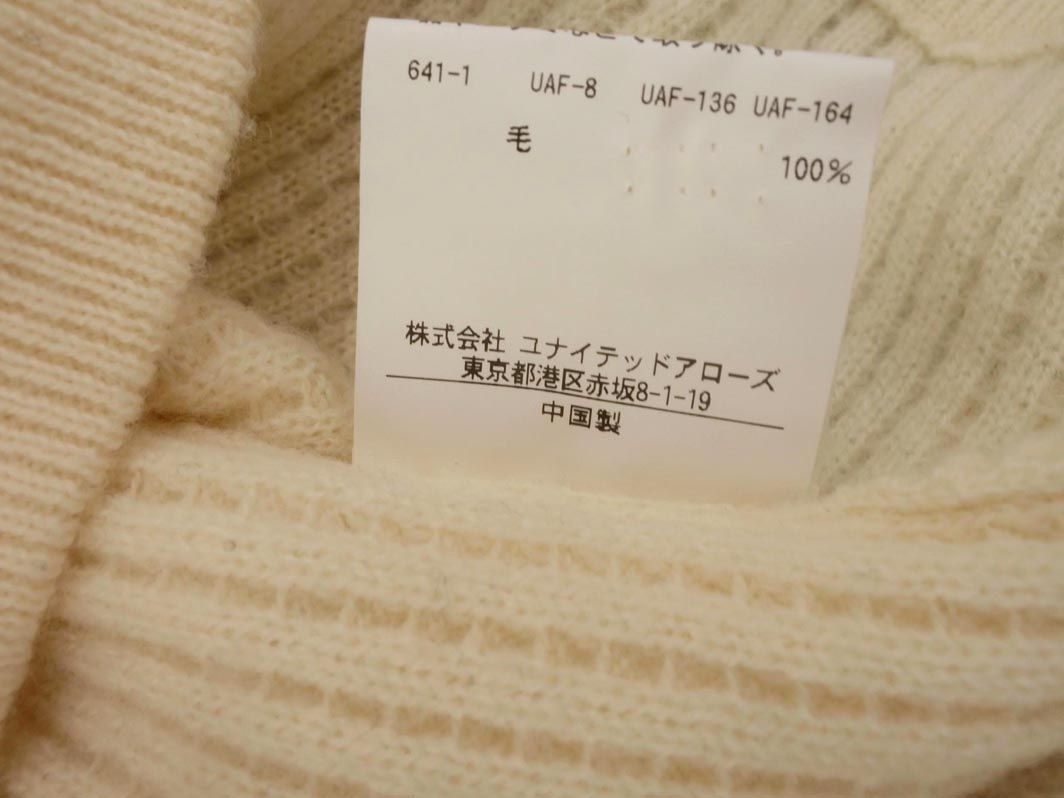 641-1 UAF-8 UAF-136 UAF-164
毛 100%
株式会社 ユナイテッドアローズ
東京都港区赤坂8-1-19
中国製